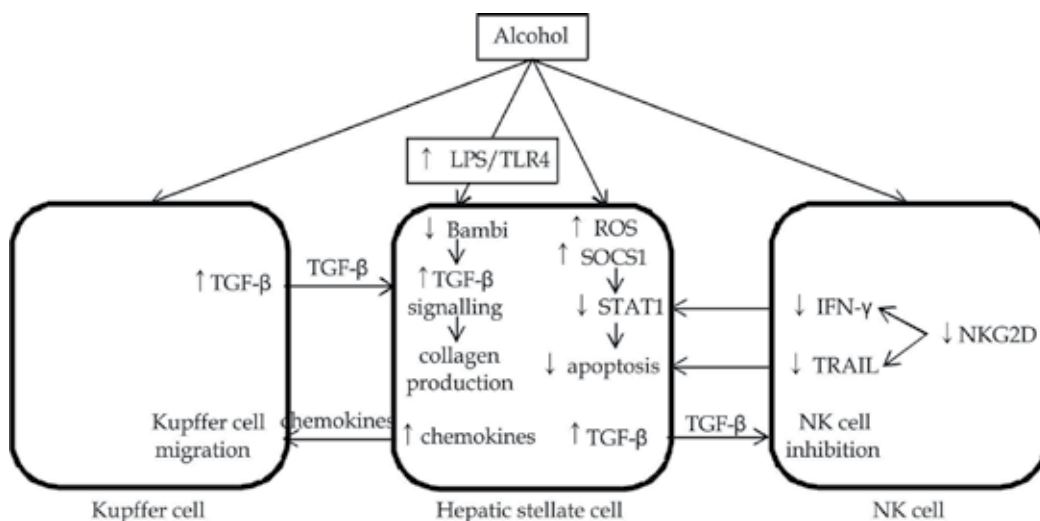 Alcohol
↑ LPS/TLR4
↑ TGF-β
TGF-β
Kupffer cell
migration
chemokines
↓ Bambi
↑ TGF-β
signalling
collagen
production
↑ chemokines
↑ ROS
↑ SOCS1
↓ STAT1
↓ apoptosis
↑ TGF-β
TGF-β
↓ IFN-γ
↓ TRAIL
↓ NKG2D
NK cell
inhibition
Kupffer cell
Hepatic stellate cell
NK cell